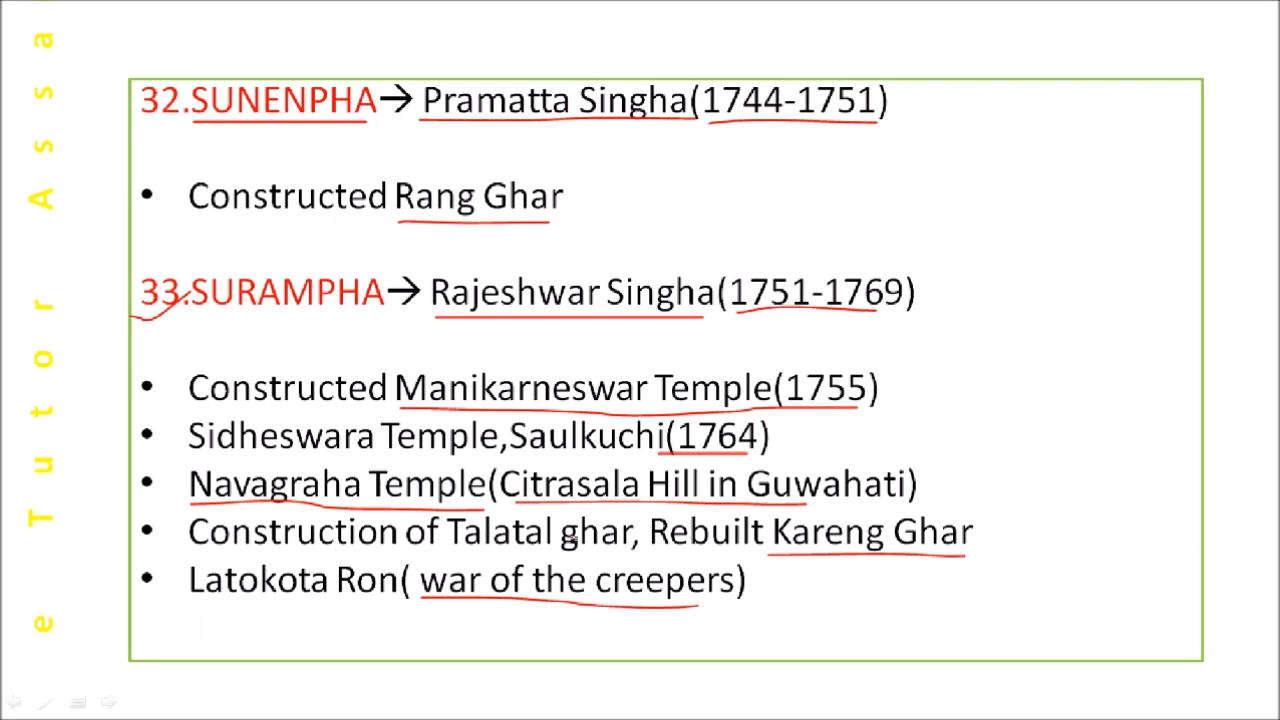 e Tutor Assa
32.SUNENPHA→ Pramatta Singha(1744-1751)
• Constructed Rang Ghar
33.SURAMPHA→ Rajeshwar Singha(1751-1769)
• Constructed Manikarneswar Temple(1755)
• Sidheswara Temple,Saulkuchi(1764)
• Navagraha Temple(Citrasala Hill in Guwahati)
• Construction of Talatal ghar, Rebuilt Kareng Ghar
• Latokota Ron( war of the creepers)